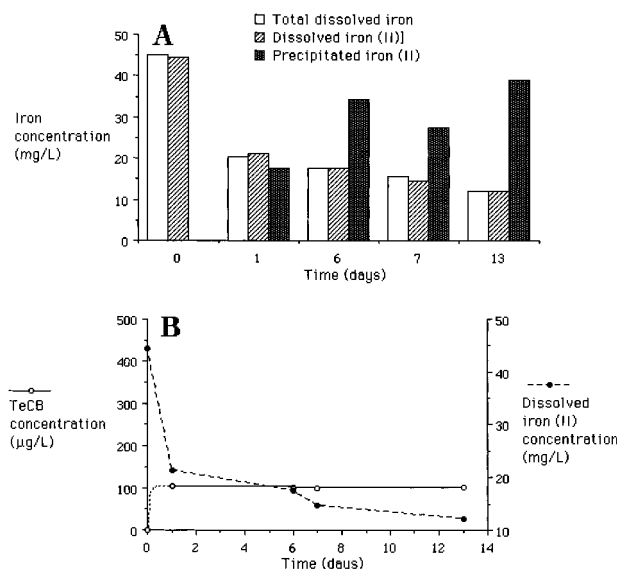 A
Total dissolved iron
Dissolved iron (II)]
Precipitated iron (II)
Iron
concentration
(mg/L)
50
40
30
20
10
0
0 1 6 7 13
Time (days)
B
TeCB
concentration
(µg/L)
500
400
300
200
100
0
50
40
30
20
10
Dissolved
iron (II)
concentration
(mg/L)
0 2 4 6 8 10 12 14
Time (days)